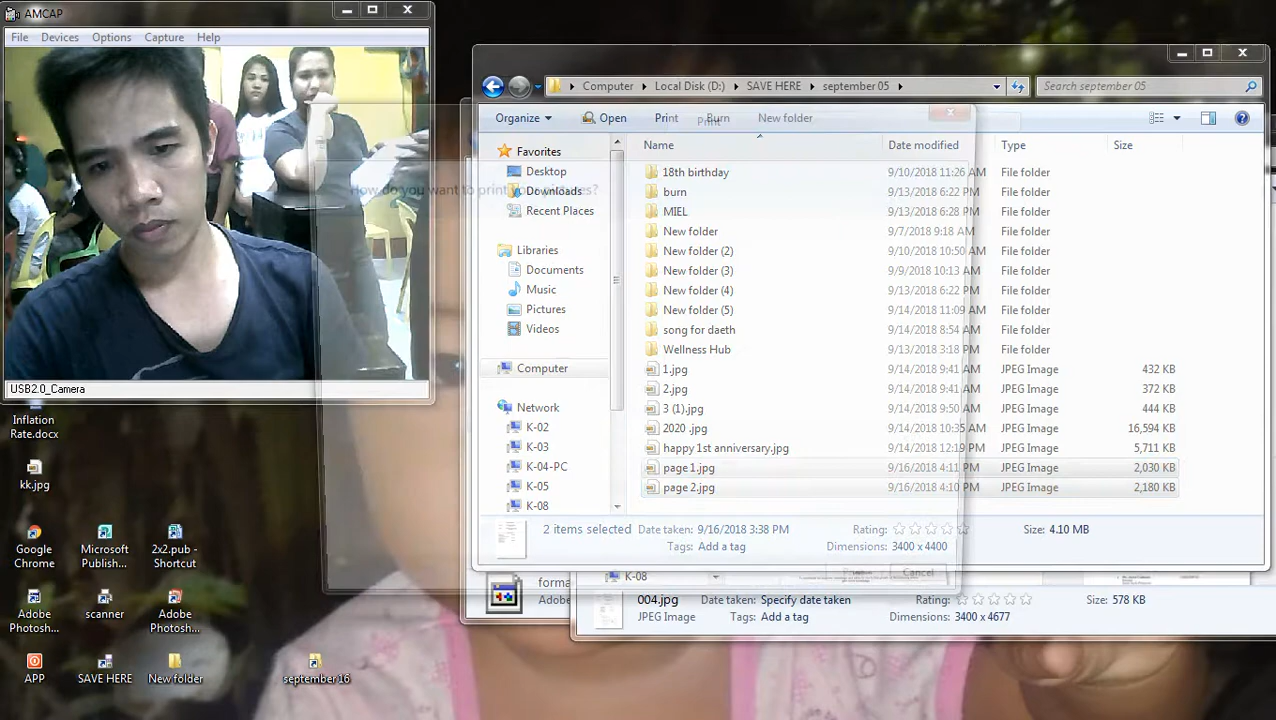 AMCAP
File Devices Options Capture Help
USB2.0_Camera
Computer Local Disk (D:) SAVE HERE september 05 Search september 05
Organize Open Print Burn New folder
Print
How do you want to print your pictures?
Favorites
Desktop
Downloads
Recent Places
Libraries
Documents
Music
Pictures
Videos
Computer
Network
K-02
K-03
K-04-PC
K-05
K-08
Name Date modified Type Size
18th birthday 9/10/2018 11:26 AM File folder
burn 9/13/2018 6:22 PM File folder
MIEL 9/13/2018 6:28 PM File folder
New folder 9/7/2018 9:18 AM File folder
New folder (2) 9/10/2018 10:50 AM File folder
New folder (3) 9/9/2018 10:13 AM File folder
New folder (4) 9/13/2018 6:22 PM File folder
New folder (5) 9/14/2018 11:09 AM File folder
song for daeth 9/14/2018 8:54 AM File folder
Wellness Hub 9/13/2018 3:18 PM File folder
1.jpg 9/14/2018 9:41 AM JPEG Image 432 KB
2.jpg 9/14/2018 9:41 AM JPEG Image 372 KB
3 (1).jpg 9/14/2018 9:50 AM JPEG Image 444 KB
2020 .jpg 9/14/2018 10:35 AM JPEG Image 16,594 KB
happy 1st anniversary.jpg 9/14/2018 12:19 PM JPEG Image 5,711 KB
page 1.jpg 9/16/2018 4:11 PM JPEG Image 2,030 KB
page 2.jpg 9/16/2018 4:10 PM JPEG Image 2,180 KB
2 items selected Date taken: 9/16/2018 3:38 PM Rating: Size: 4.10 MB
Tags: Add a tag Dimensions: 3400 x 4400
Cancel
K-08
forma
Adobe
004.jpg Date taken: Specify date taken Rating: Size: 578 KB
JPEG Image Tags: Add a tag Dimensions: 3400 x 4677
Inflation
Rate.docx
kk.jpg
Google
Chrome
Microsoft
Publish...
2x2.pub -
Shortcut
Adobe
Photosh...
scanner
Adobe
Photosh...
APP
SAVE HERE
New folder
september 16